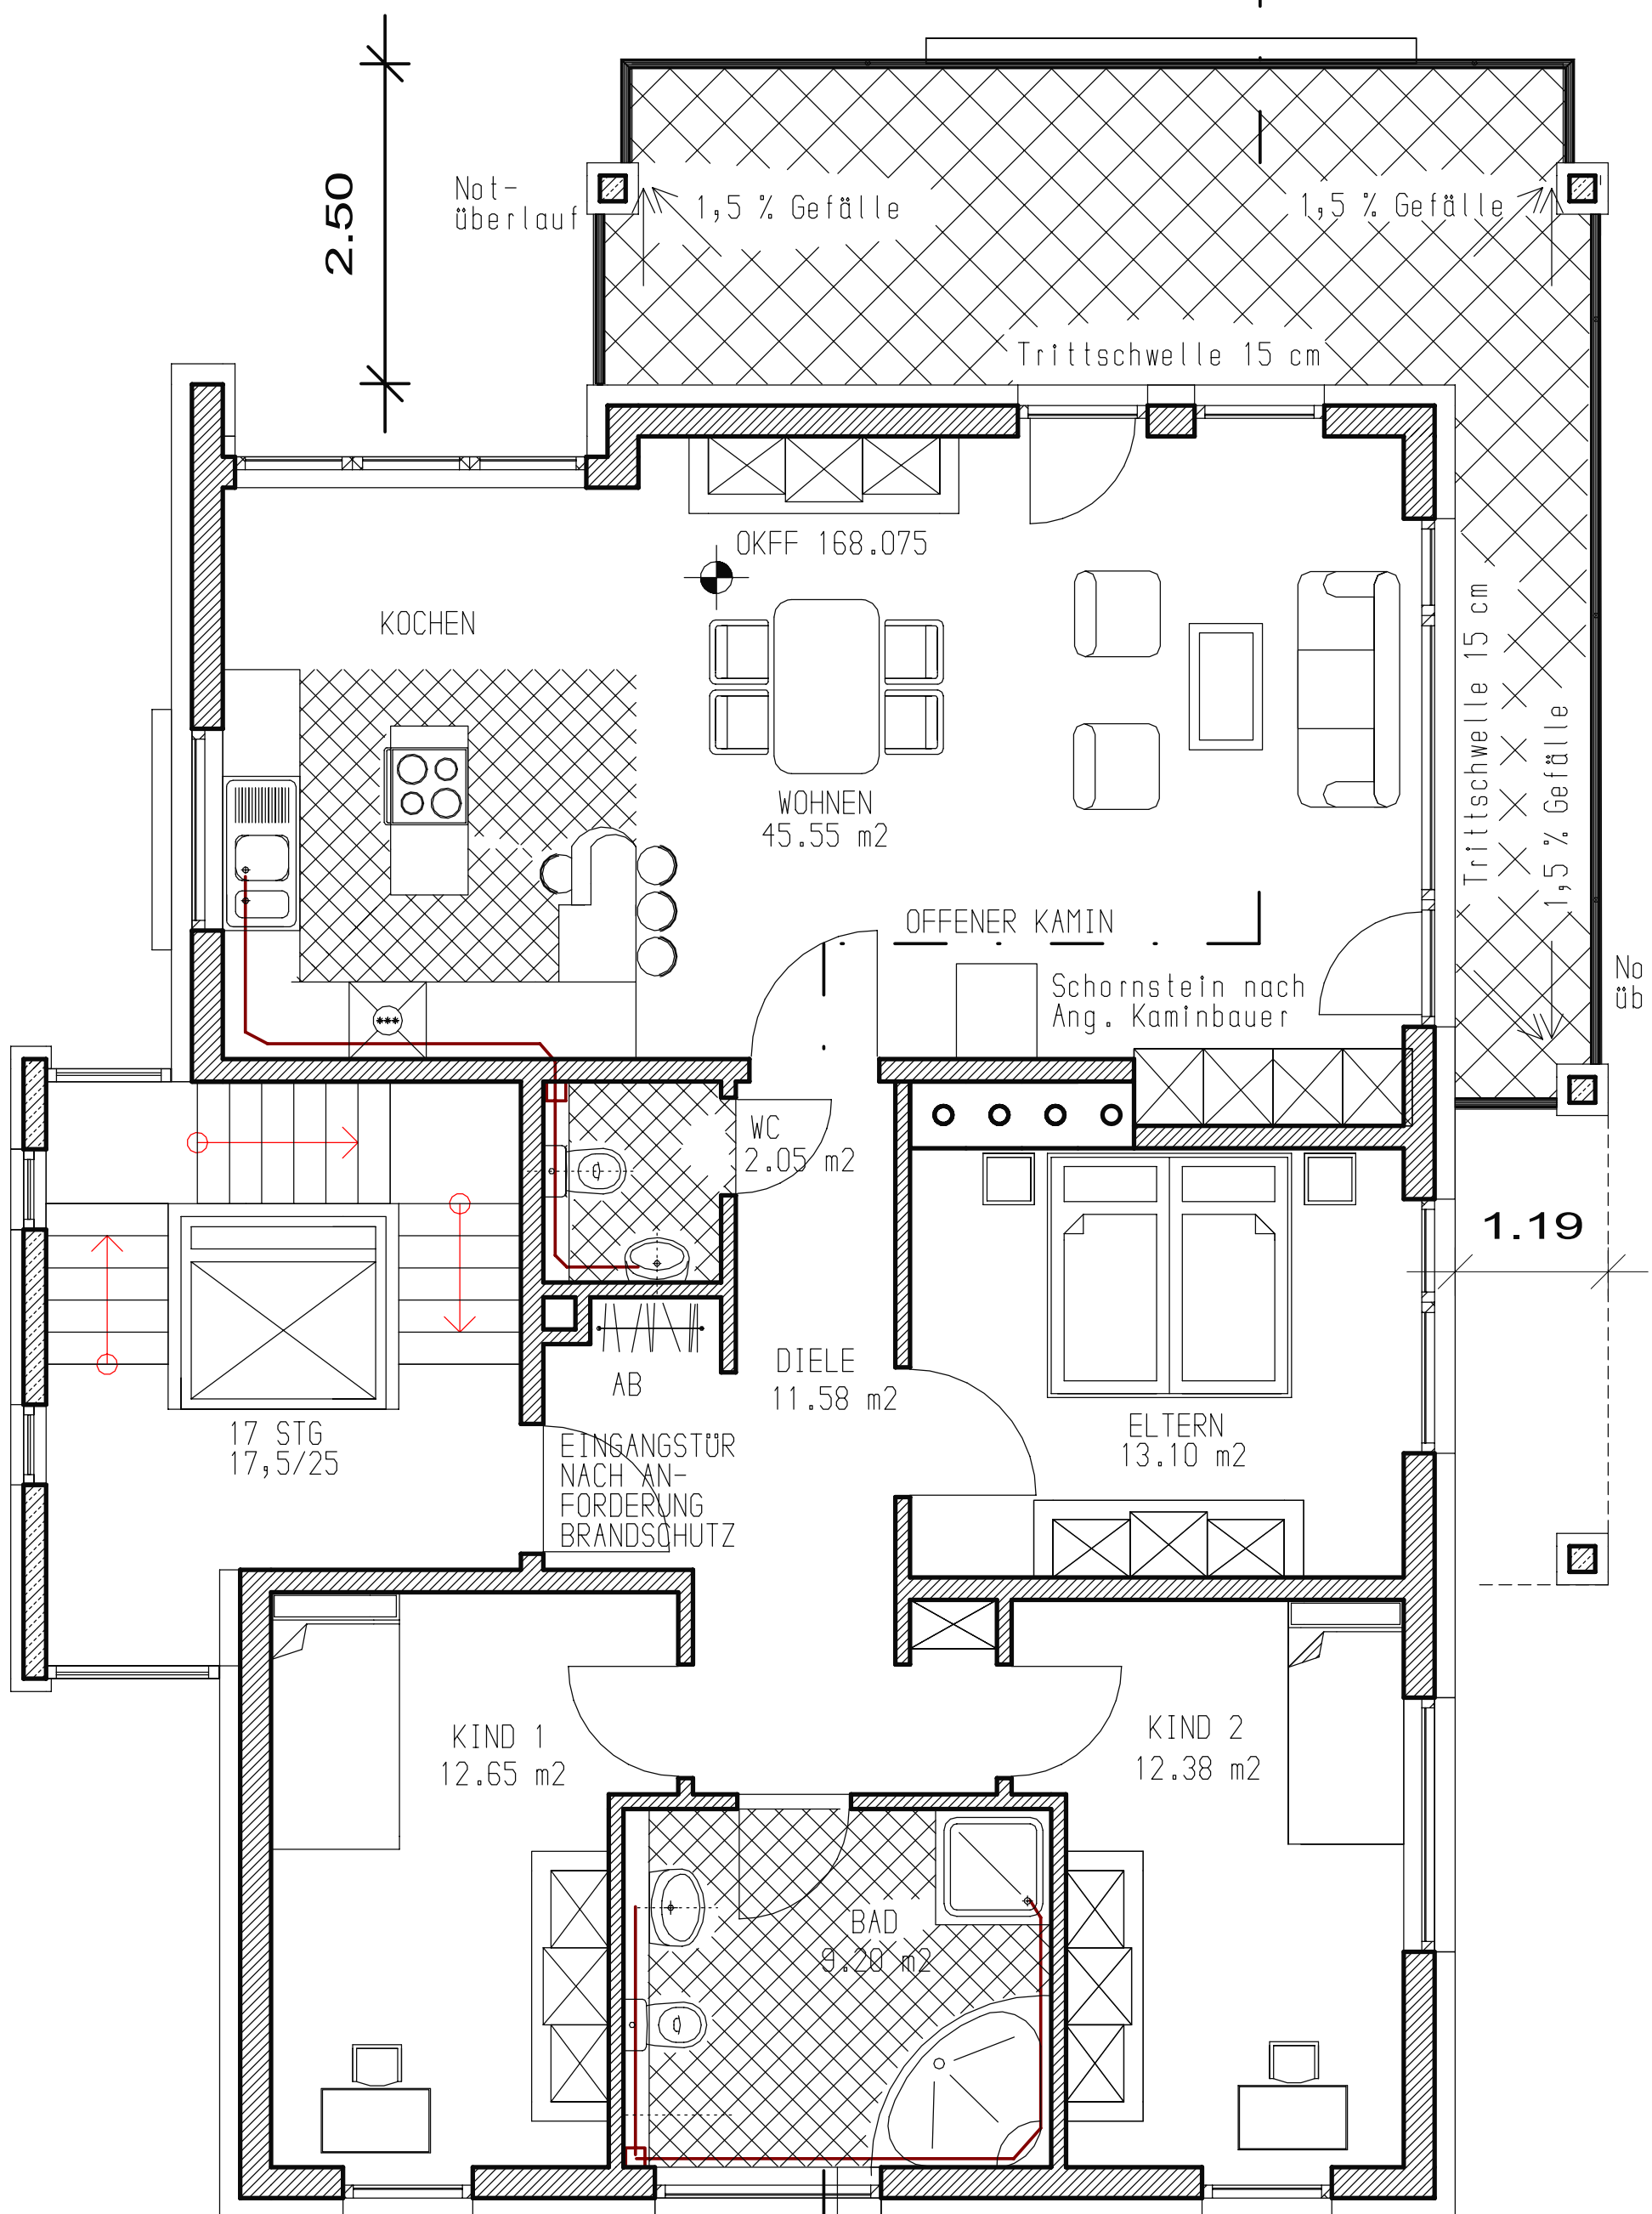 2.50
Not-
überlauf
1,5 % Gefälle
1,5 % Gefälle
Trittschwelle 15 cm
OKFF 168.075
KOCHEN
WOHNEN
45.55 m2
Trittschwelle 15 cm
1,5 % Gefälle
OFFENER KAMIN
Schornstein nach
Ang. Kaminbauer
No
üb
WC
2.05 m2
1.19
DIELE
11.58 m2
AB
ELTERN
13.10 m2
17 STG
17,5/25
EINGANGSTÜR
NACH AN-
FORDERUNG
BRANDSCHUTZ
KIND 1
12.65 m2
KIND 2
12.38 m2
BAD
9.20 m2